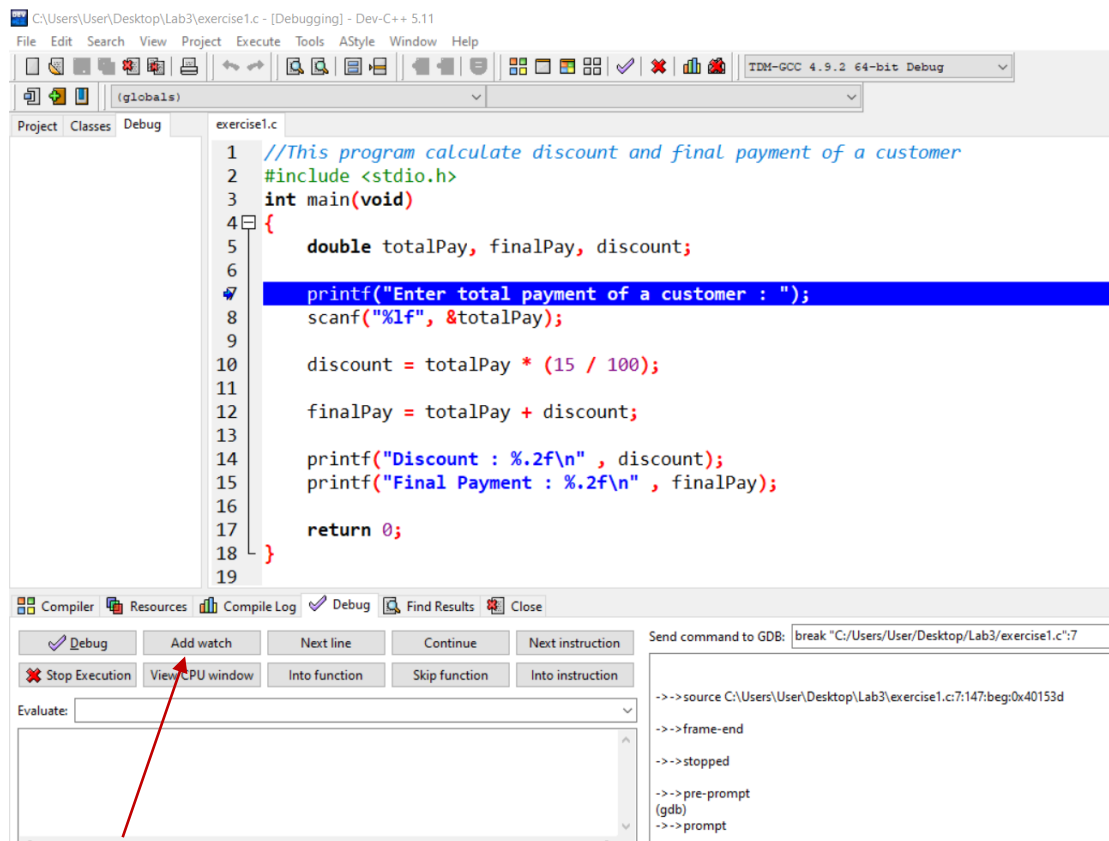 C:\Users\User\Desktop\Lab3\exercise1.c - [Debugging] - Dev-C++ 5.11
File Edit Search View Project Execute Tools AStyle Window Help
TDM-GCC 4.9.2 64-bit Debug
(globals)
Project Classes Debug
exercise1.c
1 //This program calculate discount and final payment of a customer
2 #include <stdio.h>
3 int main(void)
4 {
5 double totalPay, finalPay, discount;
6
printf("Enter total payment of a customer : ");
8 scanf("%lf", &totalPay);
9
10 discount = totalPay * (15 / 100);
11
12 finalPay = totalPay + discount;
13
14 printf("Discount : %.2f\n" , discount);
15 printf("Final Payment : %.2f\n" , finalPay);
16
17 return 0;
18 }
19
Compiler Resources Compile Log Debug Find Results Close
Debug Add watch Next line Continue Next instruction
Stop Execution View CPU window Into function Skip function Into instruction
Evaluate:
Send command to GDB: break "C:/Users/User/Desktop/Lab3/exercise1.c":7
->->source C:\Users\User\Desktop\Lab3\exercise1.c:7:147:beg:0x40153d
->->frame-end
->->stopped
->->pre-prompt
(gdb)
->->prompt